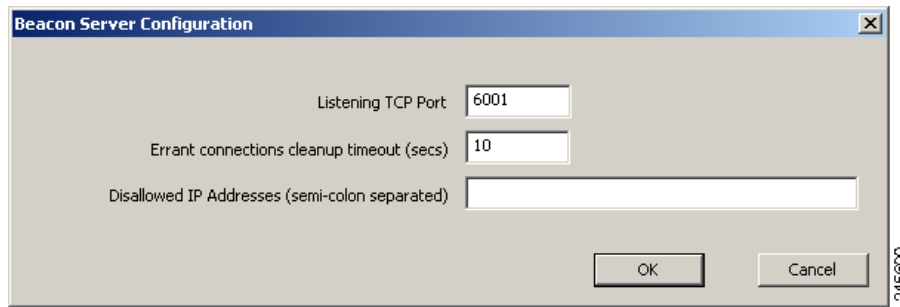 Beacon Server Configuration
Listening TCP Port 6001
Errant connections cleanup timeout (secs) 10
Disallowed IP Addresses (semi-colon separated)
OK Cancel